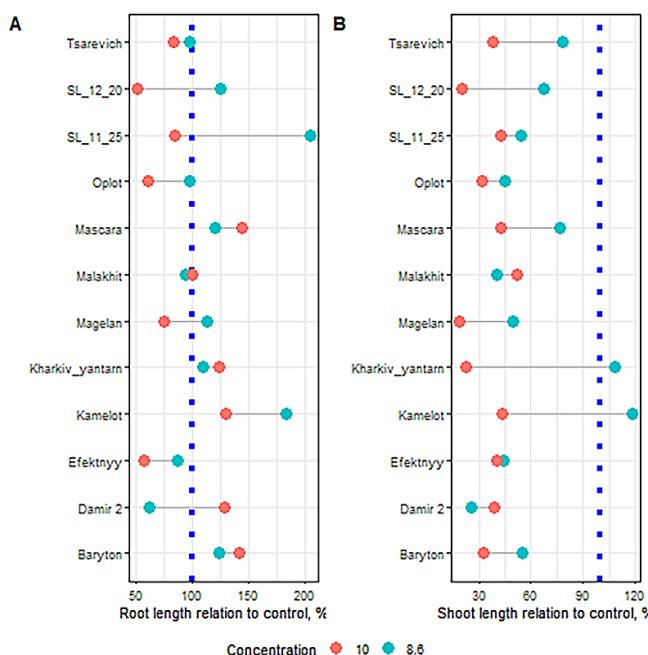 A
Tsarevich
SL_12_20
SL_11_25
Oplot
Mascara
Malakhit
Magelan
Kharkiv_yantarn
Kamelot
Efektnyy
Damir 2
Baryton
50 100 150 200
Root length relation to control, %
B
Tsarevich
SL_12_20
SL_11_25
Oplot
Mascara
Malakhit
Magelan
Kharkiv_yantarn
Kamelot
Efektnyy
Damir 2
Baryton
30 60 90 120
Shoot length relation to control, %
Concentration 10 8.6